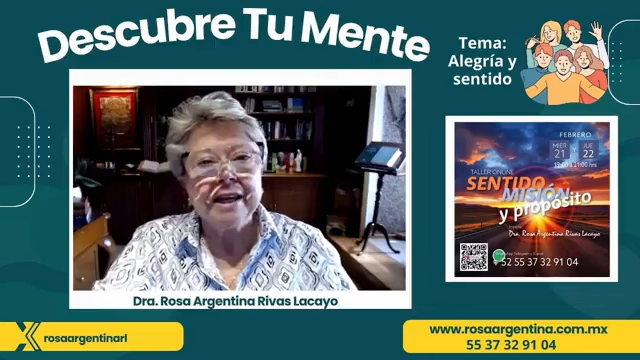 Descubre Tu Mente
Tema:
Alegría y
sentido
Dra. Rosa Argentina Rivas Lacayo
FEBRERO
MIÉR
21
y
JUE
22
TALLER ONLINE
SENTIDO,
MISIÓN
y propósito
Dra. Rosa Argentina Rivas Lacayo
+ 52 55 37 32 91 04
rosaargentinarl
www.rosaargentina.com.mx
55 37 32 91 04